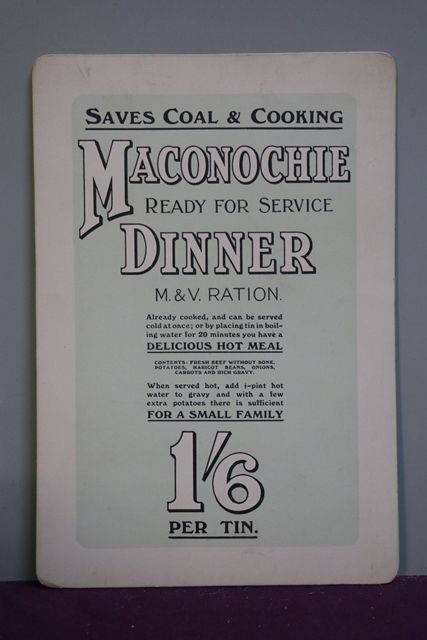 SAVES COAL & COOKING
MACONOCHIE
READY FOR SERVICE
DINNER
M. & V. RATION.
Already cooked, and can be served
cold at once; or by placing tin in boil-
ing water for 20 minutes you have a
DELICIOUS HOT MEAL
CONTENTS: FRESH BEEF WITHOUT BONE,
POTATOES, HARICOT BEANS, ONIONS,
CARROTS AND RICH GRAVY.
When served hot, add -pint hot
water to gravy and with a few
extra potatoes there is sufficient
FOR A SMALL FAMILY
1/6
PER TIN.